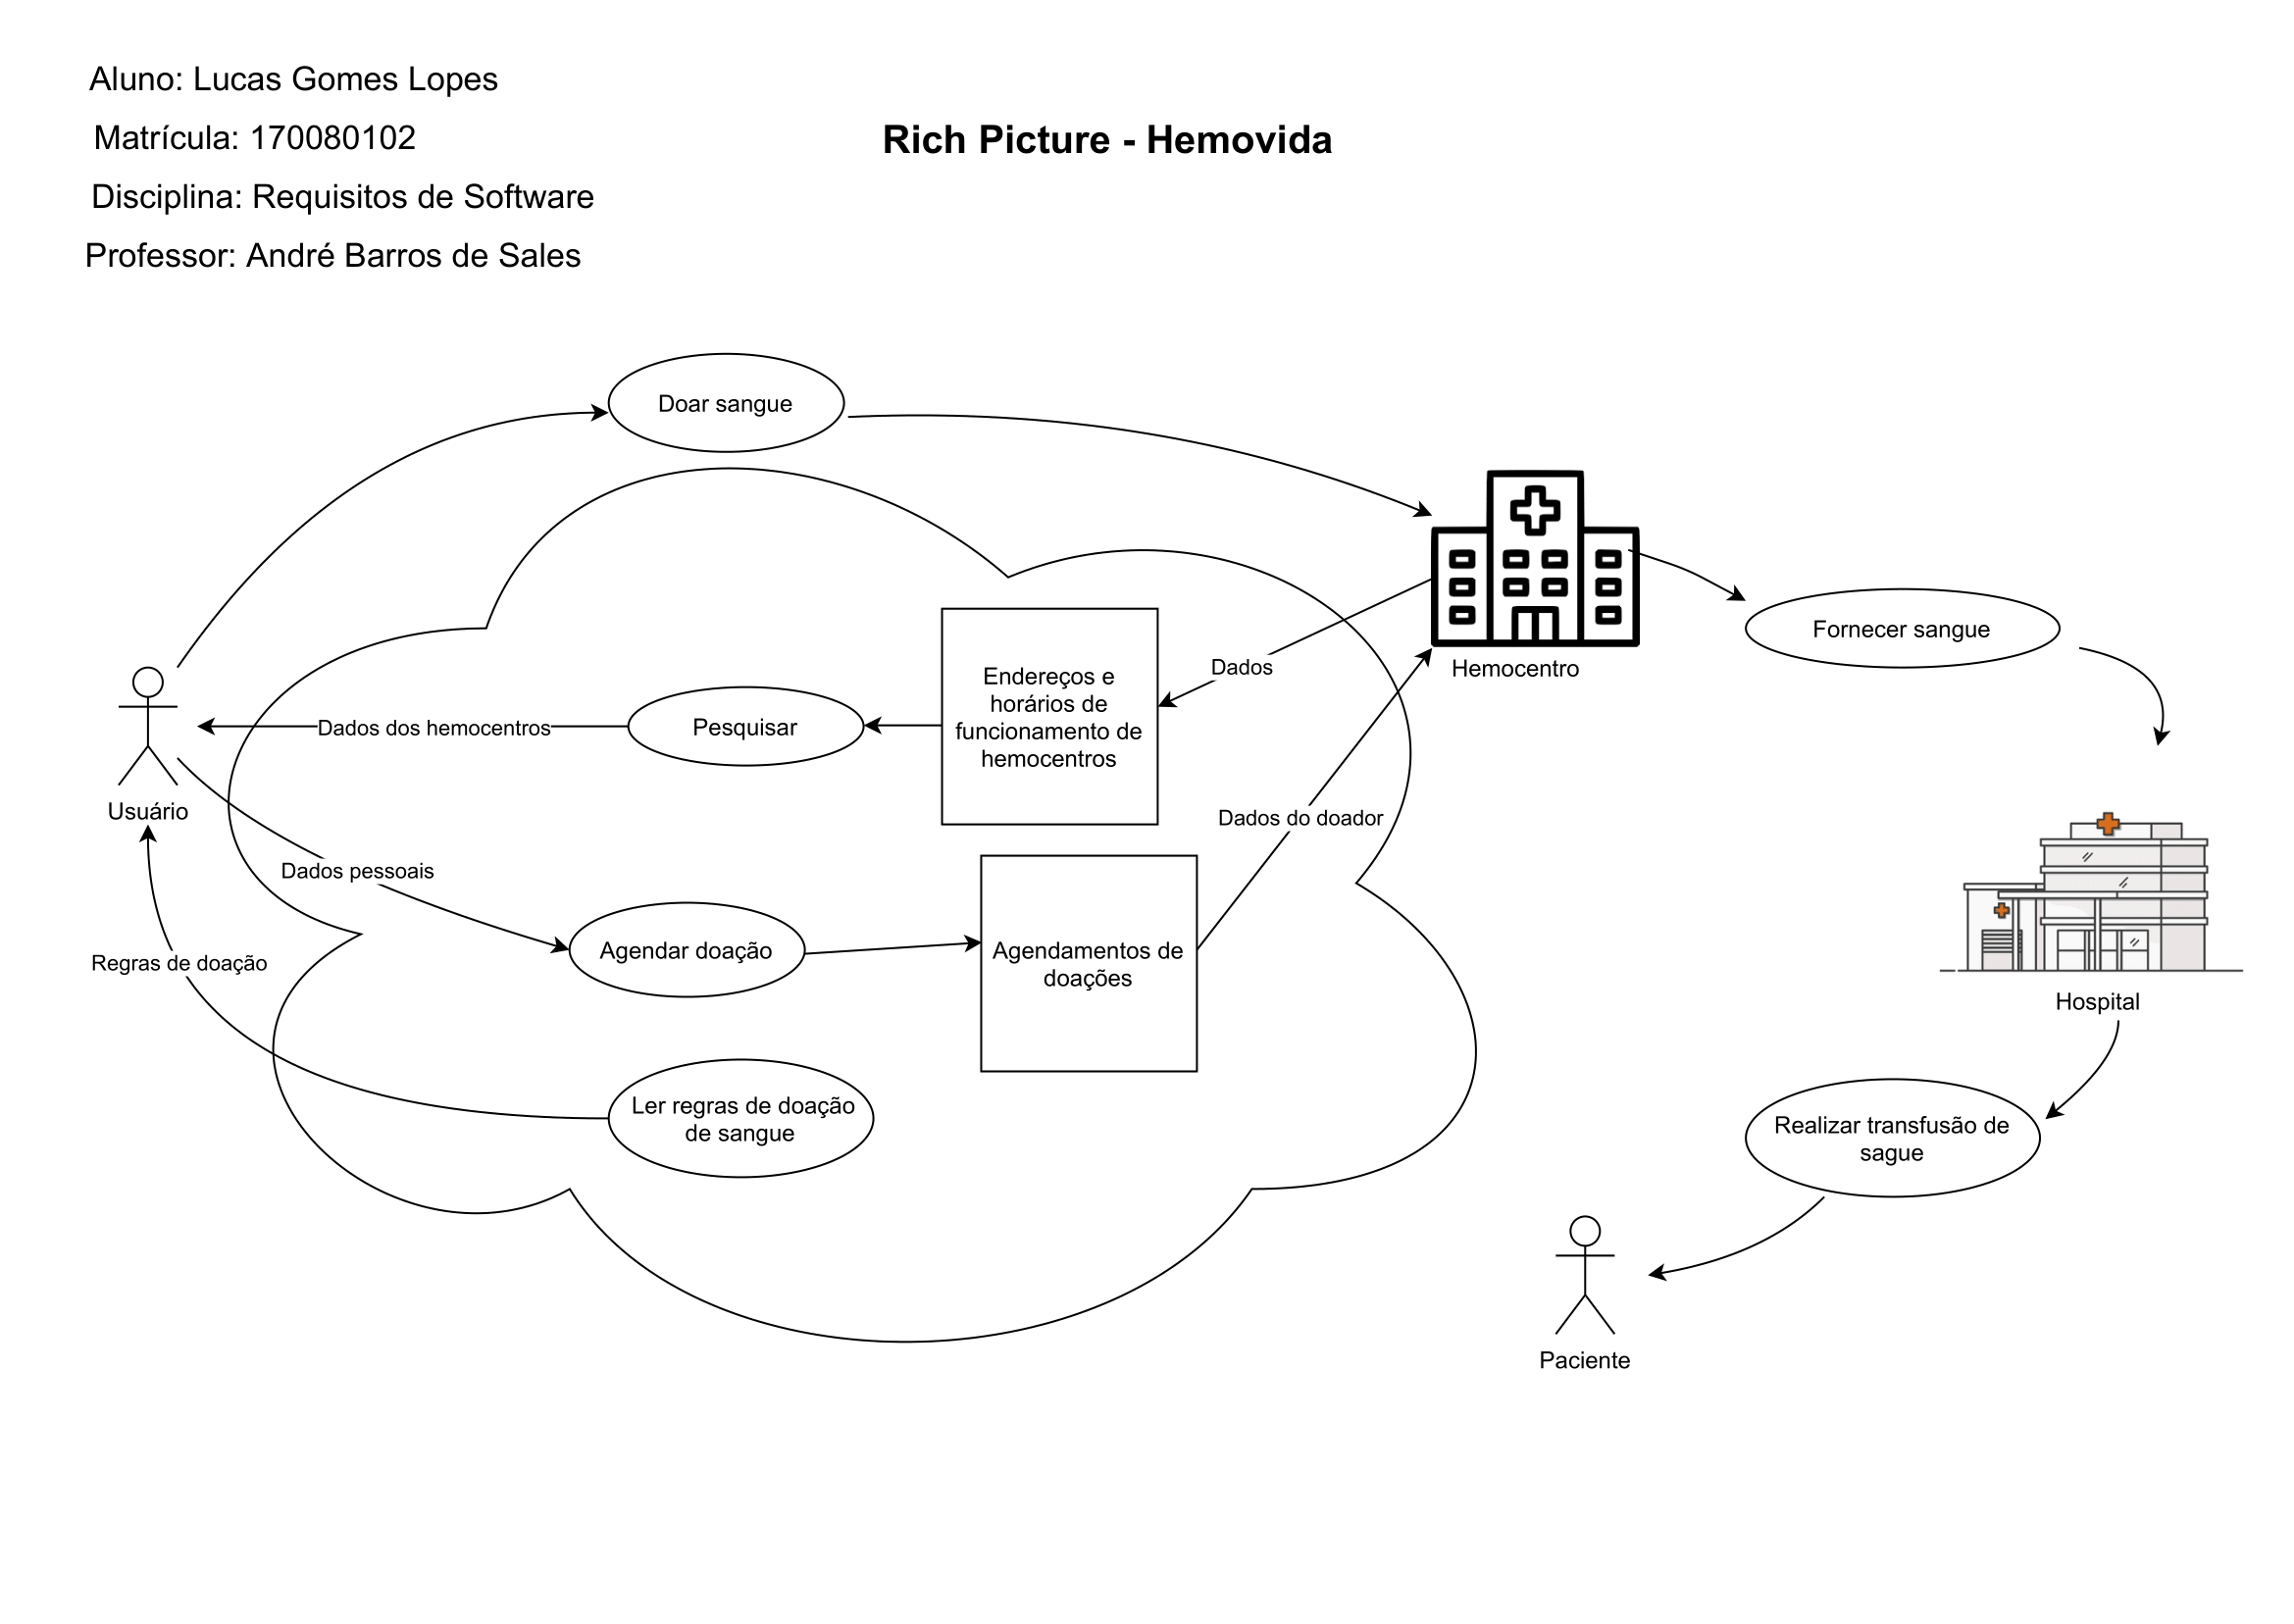 Aluno: Lucas Gomes Lopes
Matrícula: 170080102
Rich Picture - Hemovida
Disciplina: Requisitos de Software
Professor: André Barros de Sales
Doar sangue
Fornecer sangue
Hemocentro
Dados
Endereços e
horários de
funcionamento de
hemocentros
Pesquisar
Dados dos hemocentros
Usuário
Dados do doador
Dados pessoais
Agendar doação
Agendamentos de
doações
Regras de doação
Hospital
Ler regras de doação
de sangue
Realizar transfusão de
sague
Paciente